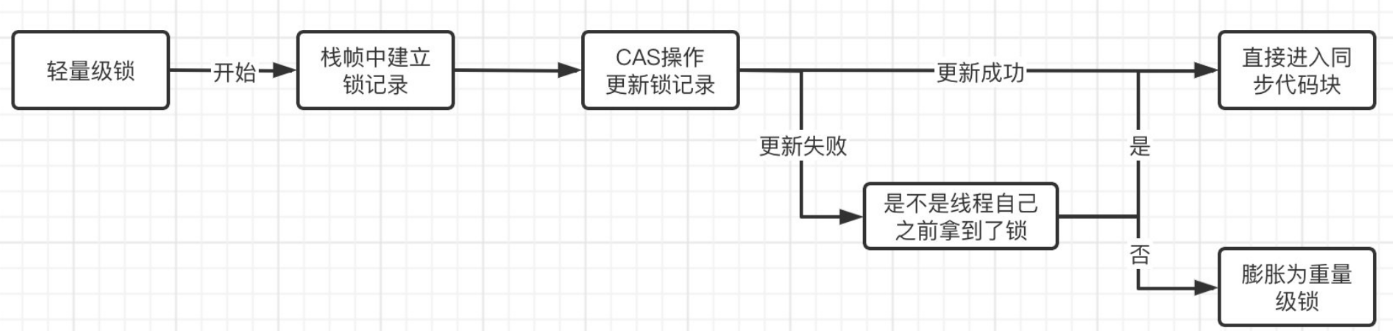 轻量级锁
开始
栈帧中建立
锁记录
CAS操作
更新锁记录
更新成功
直接进入同
步代码块
更新失败
是
是不是线程自己
之前拿到了锁
否
膨胀为重量
级锁